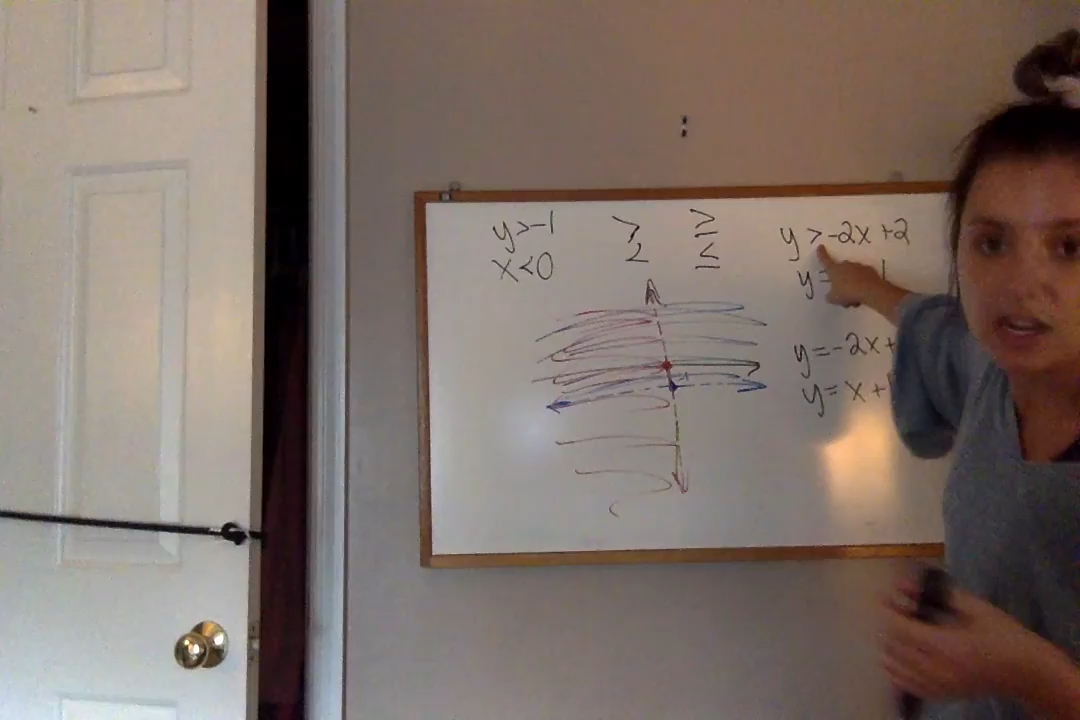 y>-1
x<0
> ≥
< ≤
y>-2x+2
y=
y=-2x+
y=x+